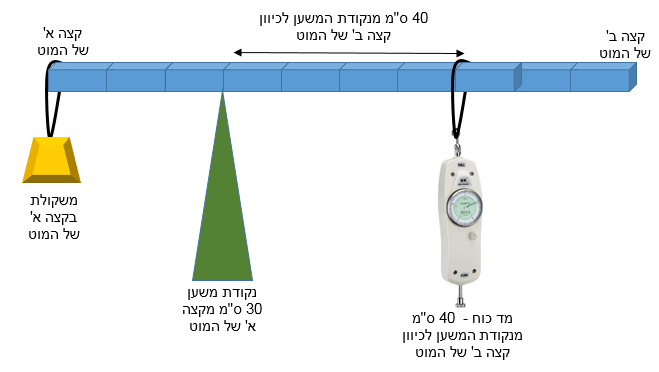 40 ס"מ מנקודת המשען לכיוון
קצה ב' של המוט
קצה א'
של המוט
קצה ב'
של המוט
משקולת
בקצה א'
של המוט
נקודת משען
30 ס"מ מקצה
א' של המוט
מד כוח - 40 ס"מ
מנקודת המשען לכיוון
קצה ב' של המוט